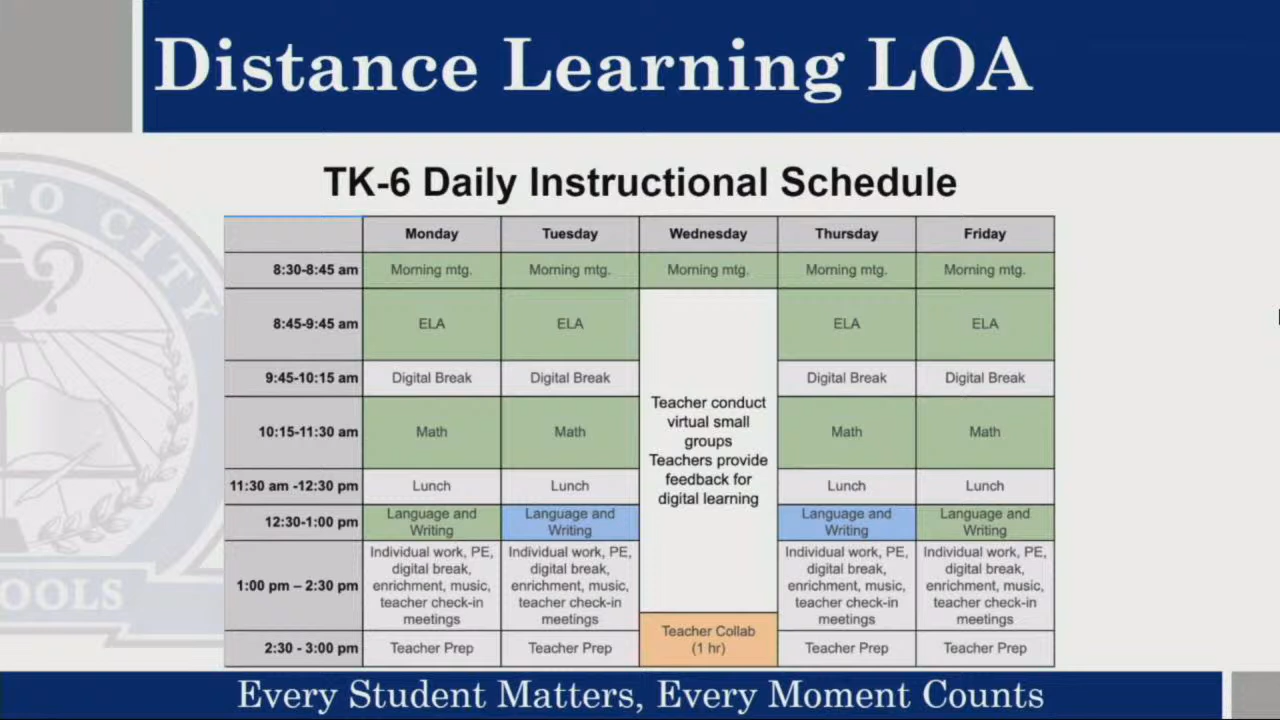 Distance Learning LOA
TK-6 Daily Instructional Schedule
Monday Tuesday Wednesday Thursday Friday
8:30-8:45 am Morning mtg. Morning mtg. Morning mtg. Morning mtg. Morning mtg.
8:45-9:45 am ELA ELA ELA ELA
9:45-10:15 am Digital Break Digital Break Digital Break Digital Break
Teacher conduct
virtual small
groups
Teachers provide
feedback for
digital learning
10:15-11:30 am Math Math Math Math
11:30 am -12:30 pm Lunch Lunch Lunch Lunch
12:30-1:00 pm
Language and
Writing
Language and
Writing
Language and
Writing
Language and
Writing
1:00 pm – 2:30 pm
Individual work, PE,
digital break,
enrichment, music,
teacher check-in
meetings
Individual work, PE,
digital break,
enrichment, music,
teacher check-in
meetings
Individual work, PE,
digital break,
enrichment, music,
teacher check-in
meetings
Individual work, PE,
digital break,
enrichment, music,
teacher check-in
meetings
Teacher Collab
(1 hr)
2:30 - 3:00 pm Teacher Prep Teacher Prep Teacher Prep Teacher Prep
TO CITY
OOLS
Every Student Matters, Every Moment Counts